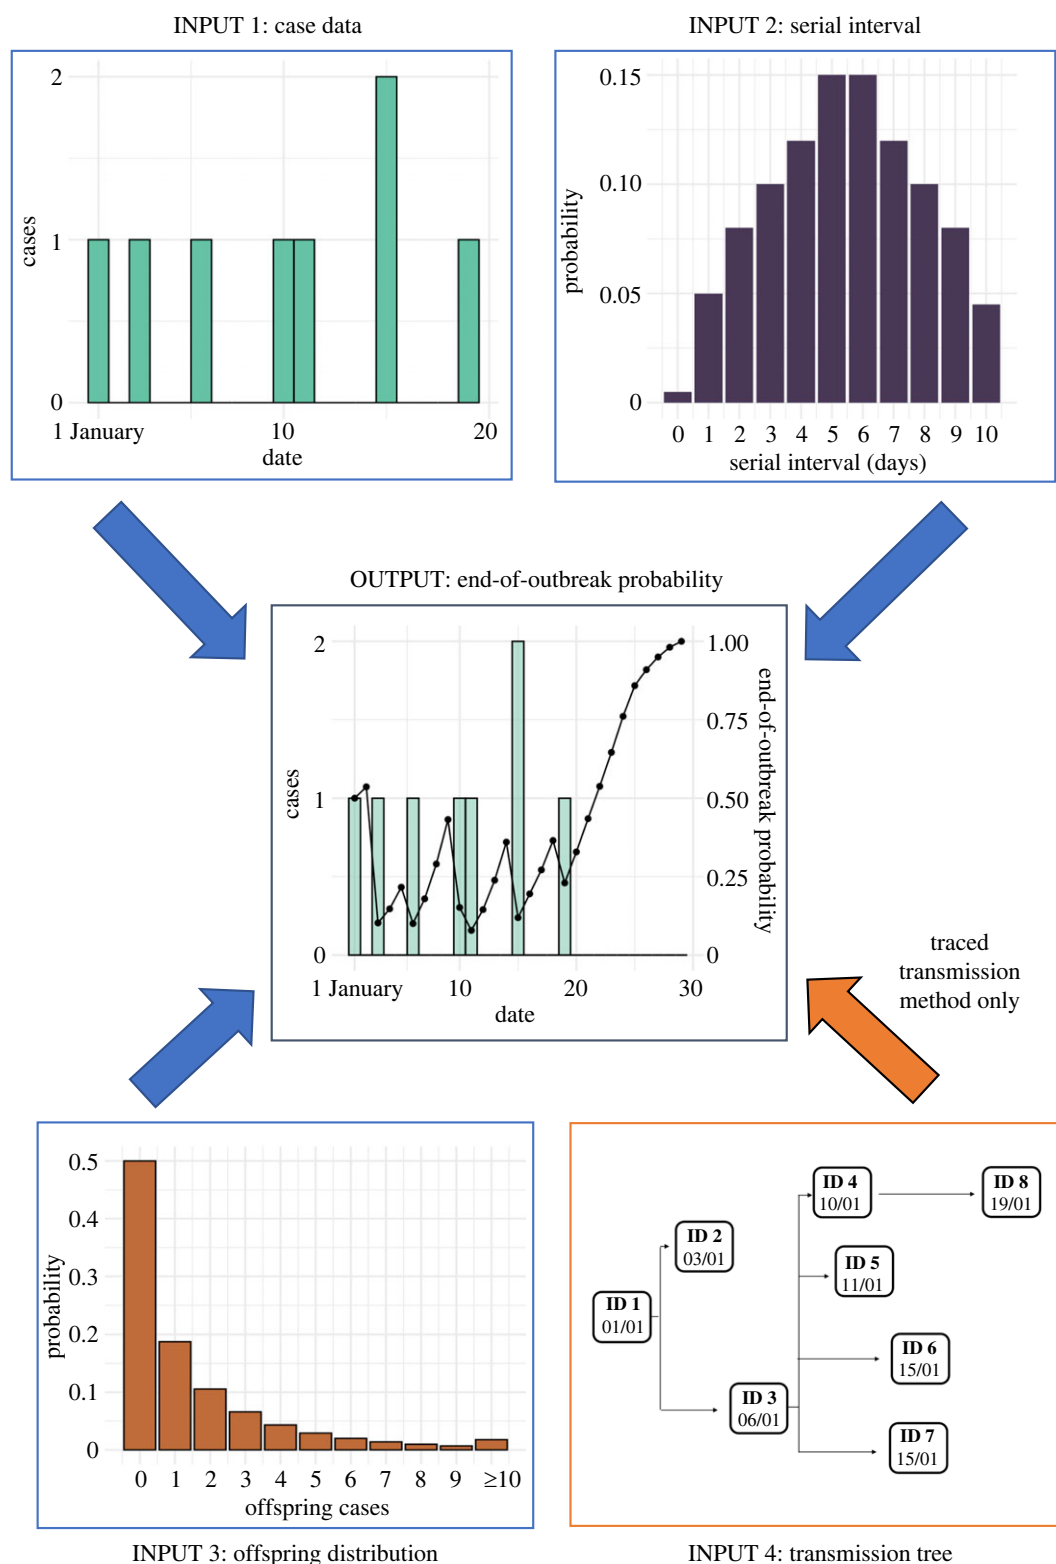 INPUT 1: case data
2
1
0
cases
1 January
10
20
date
INPUT 2: serial interval
0.15
0.10
0.05
0
probability
0 1 2 3 4 5 6 7 8 9 10
serial interval (days)
OUTPUT: end-of-outbreak probability
2
1
0
cases
1.00
0.75
0.50
0.25
0
end-of-outbreak probability
1 January
10
20
30
date
traced
transmission
method only
0.5
0.4
0.3
0.2
0.1
0
probability
0 1 2 3 4 5 6 7 8 9 ≥10
offspring cases
INPUT 3: offspring distribution
ID 1
01/01
ID 2
03/01
ID 3
06/01
ID 4
10/01
ID 5
11/01
ID 6
15/01
ID 7
15/01
ID 8
19/01
INPUT 4: transmission tree